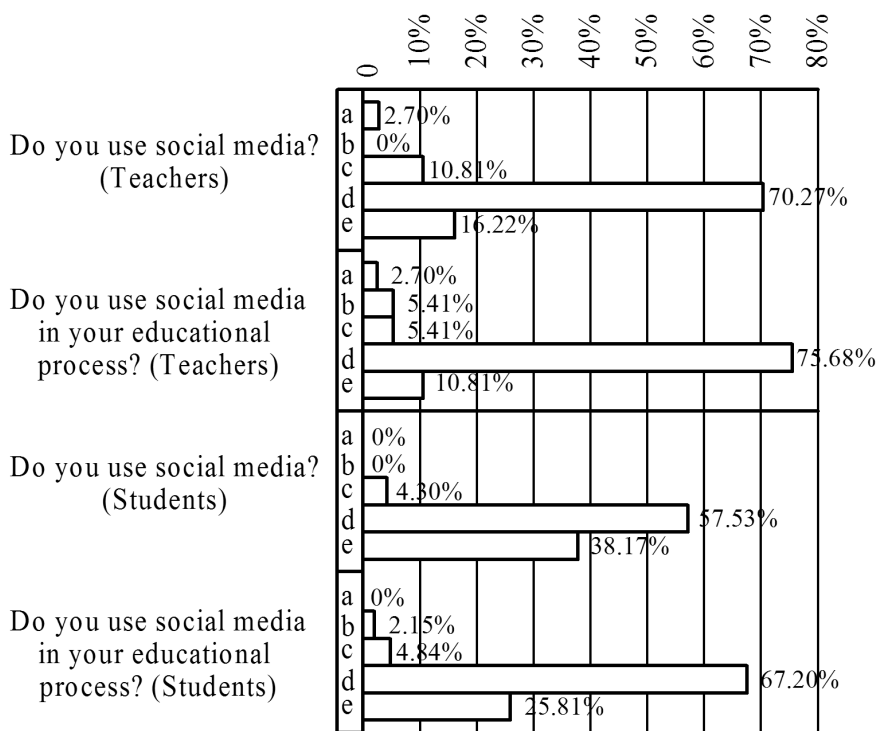 0 10% 20% 30% 40% 50% 60% 70% 80%
Do you use social media?
(Teachers)
a 2.70%
b 0%
c 10.81%
d 70.27%
e 16.22%
Do you use social media
in your educational
process? (Teachers)
a 2.70%
b 5.41%
c 5.41%
d 75.68%
e 10.81%
Do you use social media?
(Students)
a 0%
b 0%
c 4.30%
d 57.53%
e 38.17%
Do you use social media
in your educational
process? (Students)
a 0%
b 2.15%
c 4.84%
d 67.20%
e 25.81%